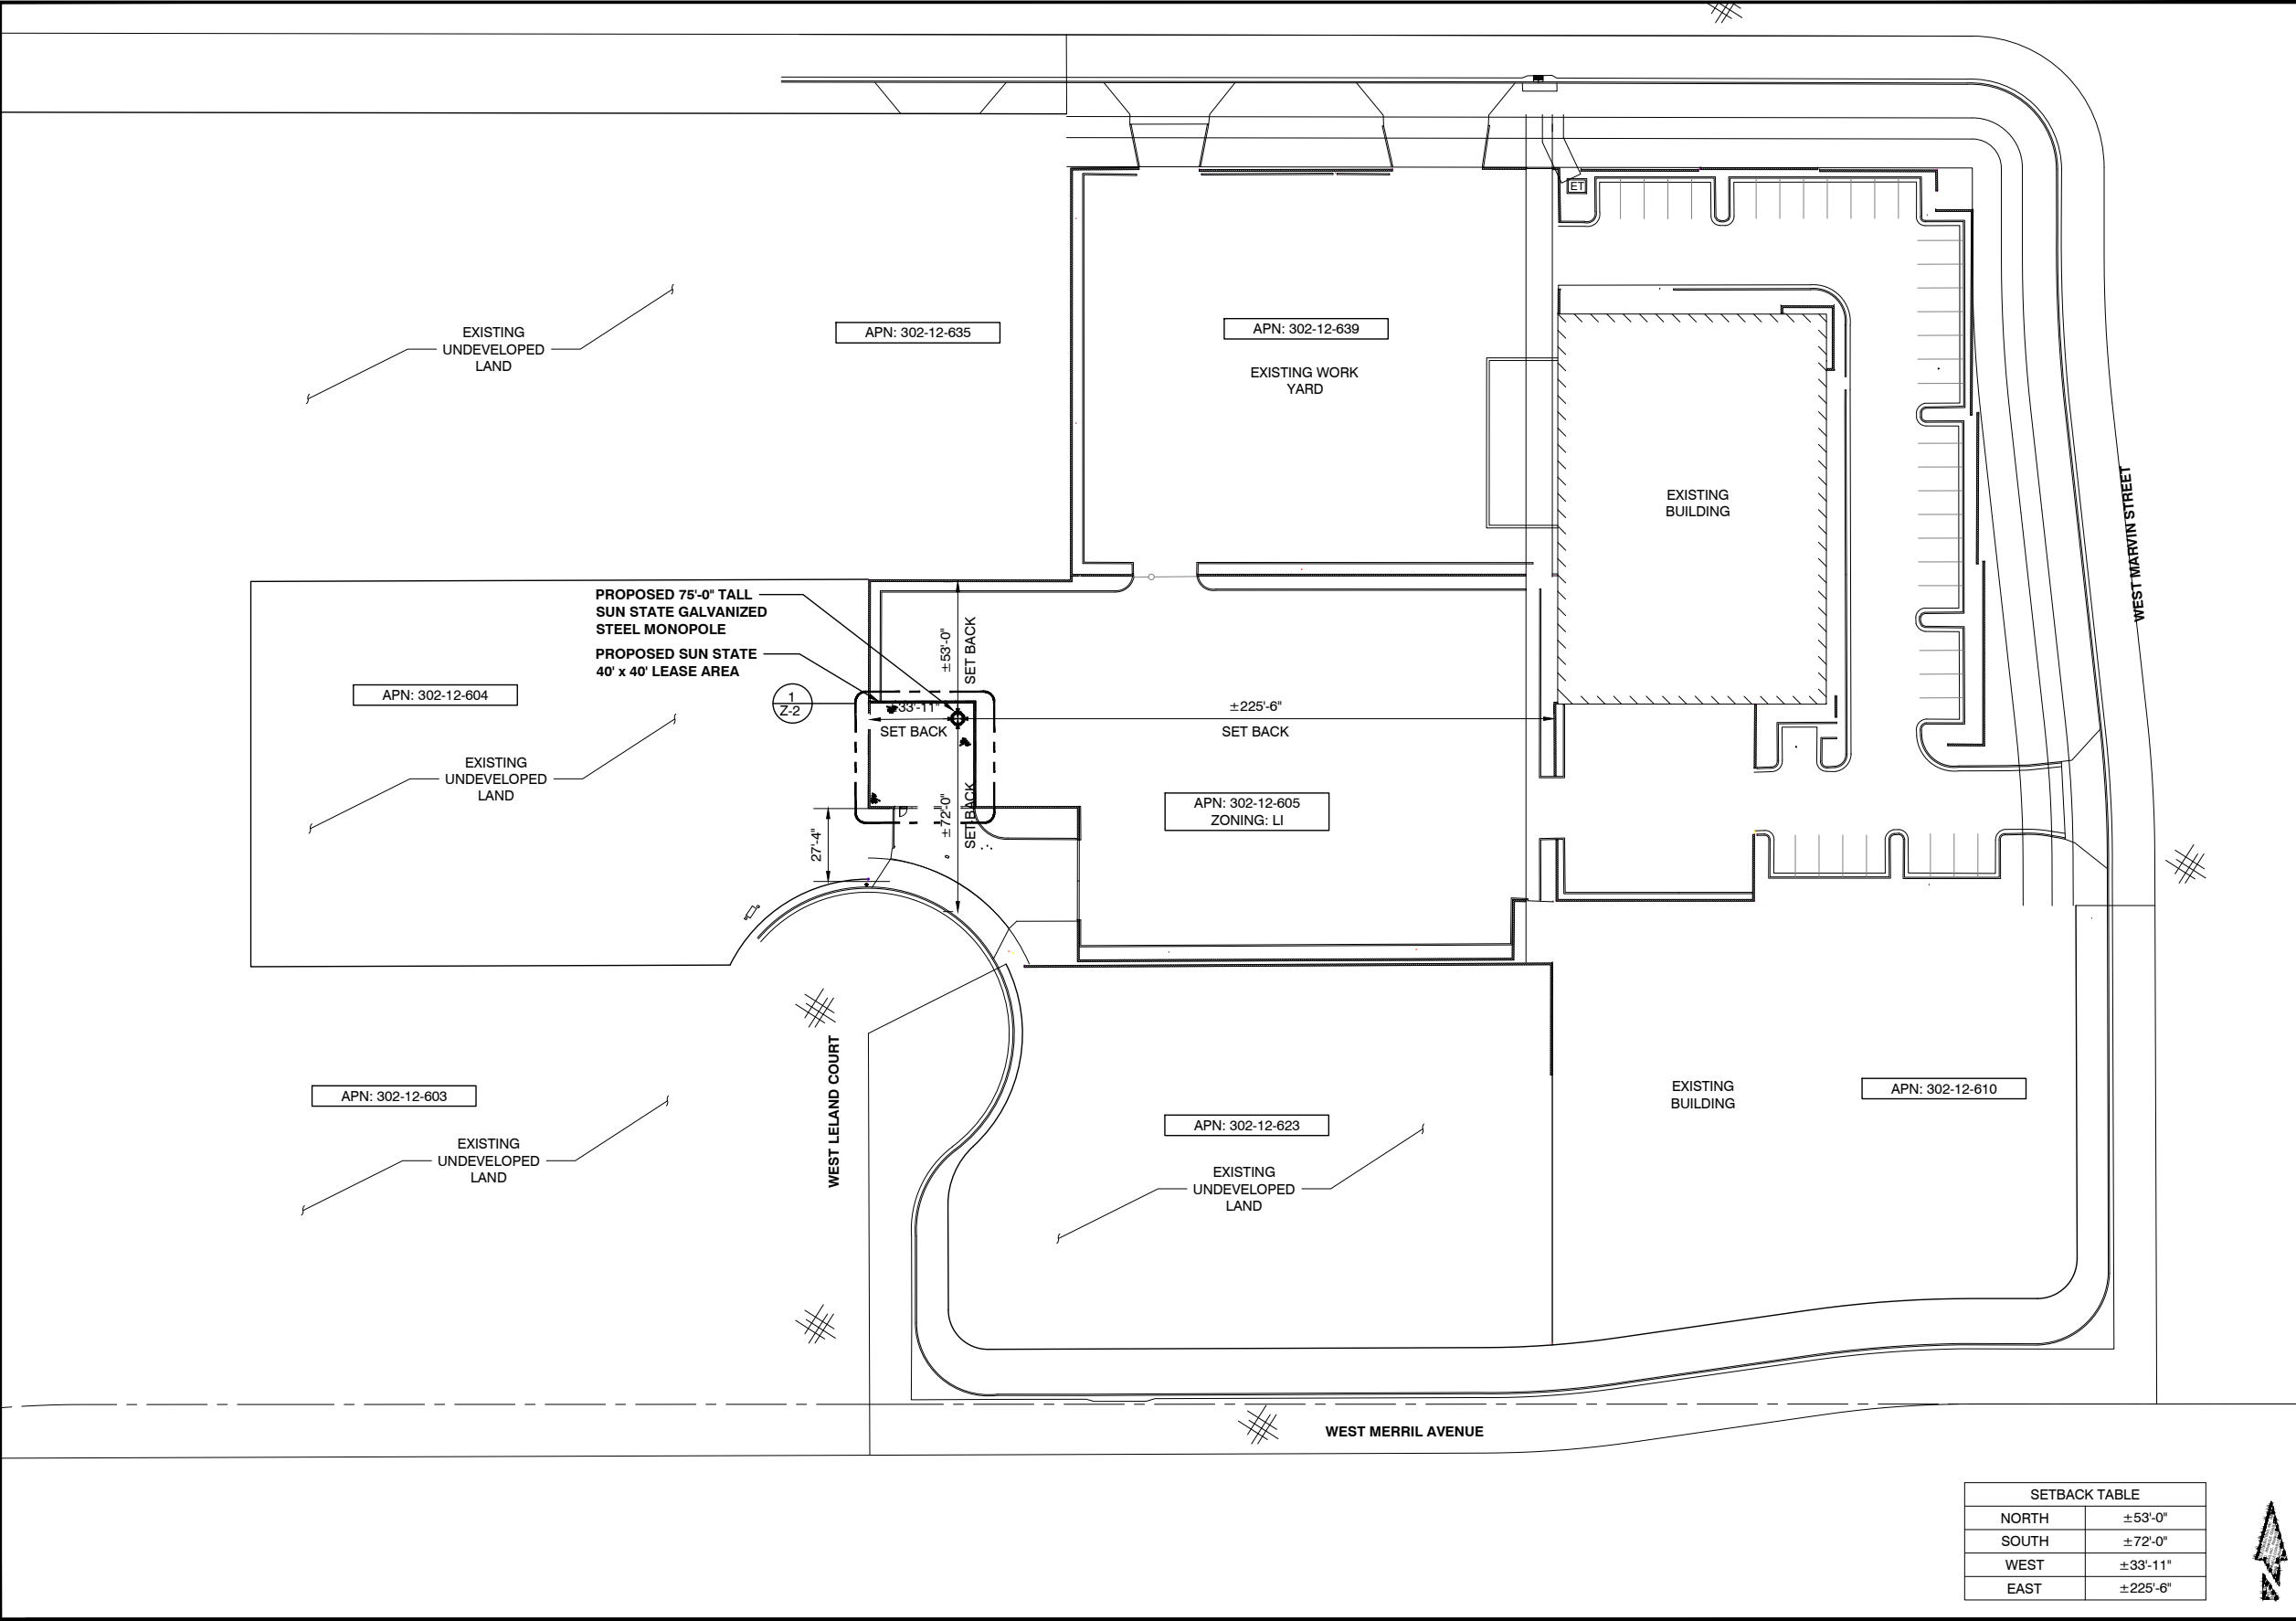 ET
EXISTING
UNDEVELOPED
LAND
APN: 302-12-635
APN: 302-12-639
EXISTING WORK
YARD
EXISTING
BUILDING
WEST MARVIN STREET
PROPOSED 75'-0" TALL
SUN STATE GALVANIZED
STEEL MONOPOLE
PROPOSED SUN STATE
40' x 40' LEASE AREA
±53'-0"
SET BACK
1
Z-2
APN: 302-12-604
33'-11"
SET BACK
±225'-6"
SET BACK
EXISTING
UNDEVELOPED
LAND
±72'-0"
SET BACK
27'-4"
APN: 302-12-605
ZONING: LI
WEST LELAND COURT
APN: 302-12-603
EXISTING
UNDEVELOPED
LAND
APN: 302-12-623
EXISTING
UNDEVELOPED
LAND
EXISTING
BUILDING
APN: 302-12-610
WEST MERRIL AVENUE
SETBACK TABLE
NORTH ±53'-0"
SOUTH ±72'-0"
WEST ±33'-11"
EAST ±225'-6"